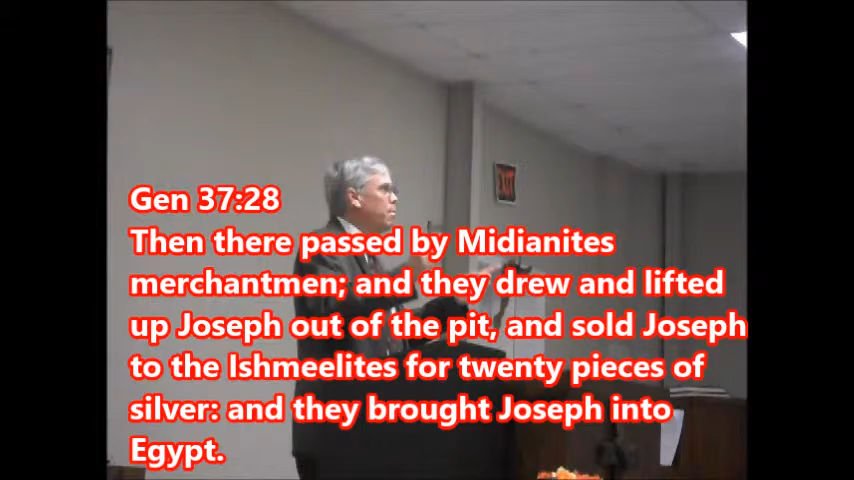 EXIT
Gen 37:28
Then there passed by Midianites
merchantmen; and they drew and lifted
up Joseph out of the pit, and sold Joseph
to the Ishmeelites for twenty pieces of
silver: and they brought Joseph into
Egypt.